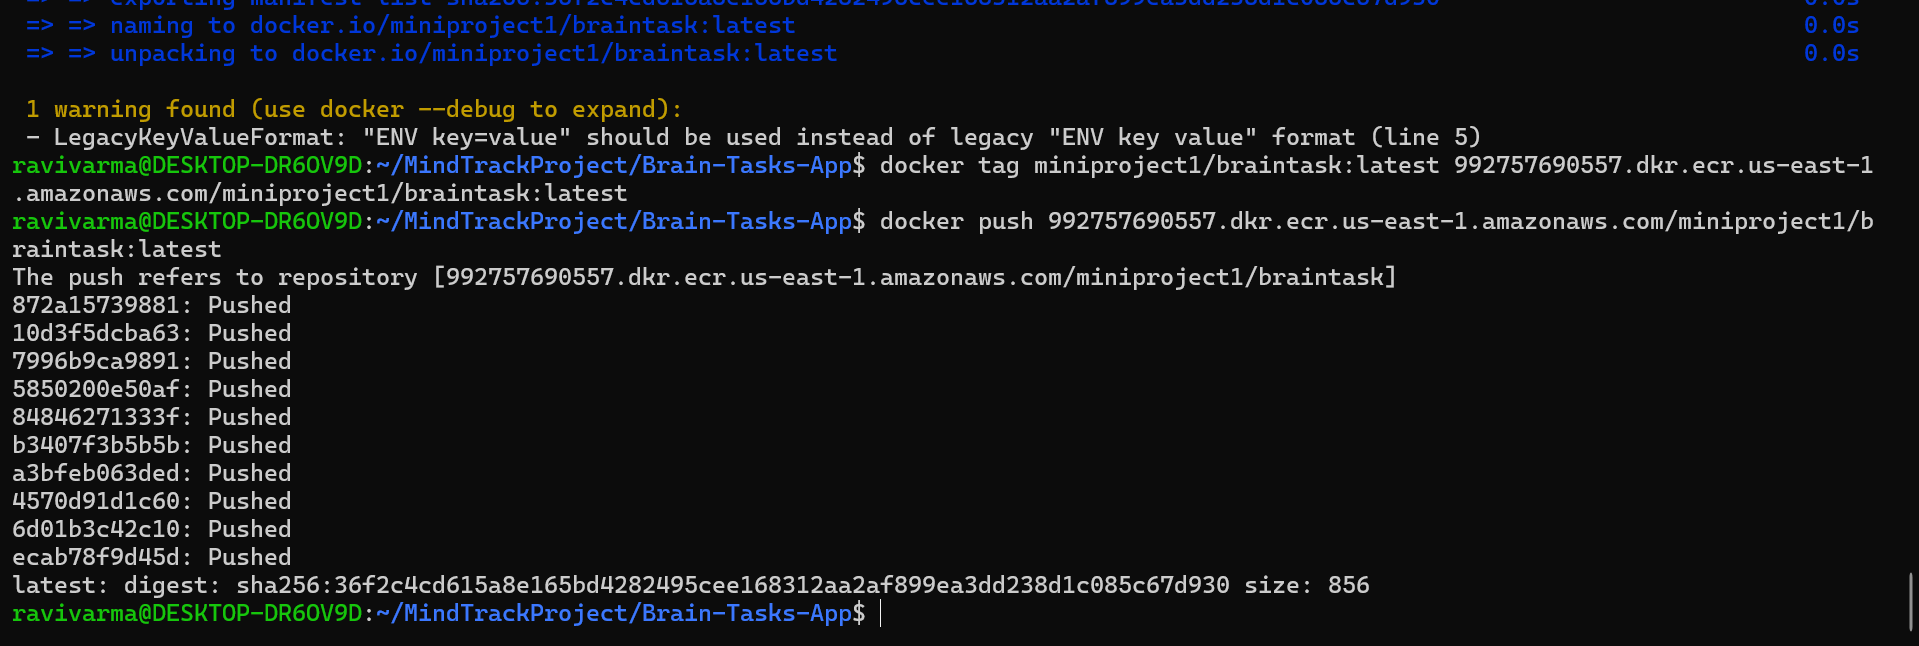 => => exporting manifest list sha256:36f2c4cd615a8e165bd4282495cee168312aa2af899ea3dd238d1c085c67d930 0.0s
=> => naming to docker.io/miniproject1/braintask:latest 0.0s
=> => unpacking to docker.io/miniproject1/braintask:latest 0.0s
1 warning found (use docker --debug to expand):
- LegacyKeyValueFormat: "ENV key=value" should be used instead of legacy "ENV key value" format (line 5)
ravivarma@DESKTOP-DR6OV9D:~/MindTrackProject/Brain-Tasks-App$ docker tag miniproject1/braintask:latest 992757690557.dkr.ecr.us-east-1
.amazonaws.com/miniproject1/braintask:latest
ravivarma@DESKTOP-DR6OV9D:~/MindTrackProject/Brain-Tasks-App$ docker push 992757690557.dkr.ecr.us-east-1.amazonaws.com/miniproject1/b
raintask:latest
The push refers to repository [992757690557.dkr.ecr.us-east-1.amazonaws.com/miniproject1/braintask]
872a15739881: Pushed
10d3f5dcba63: Pushed
7996b9ca9891: Pushed
5850200e50af: Pushed
84846271333f: Pushed
b3407f3b5b5b: Pushed
a3bfeb063ded: Pushed
4570d91d1c60: Pushed
6d01b3c42c10: Pushed
ecab78f9d45d: Pushed
latest: digest: sha256:36f2c4cd615a8e165bd4282495cee168312aa2af899ea3dd238d1c085c67d930 size: 856
ravivarma@DESKTOP-DR6OV9D:~/MindTrackProject/Brain-Tasks-App$